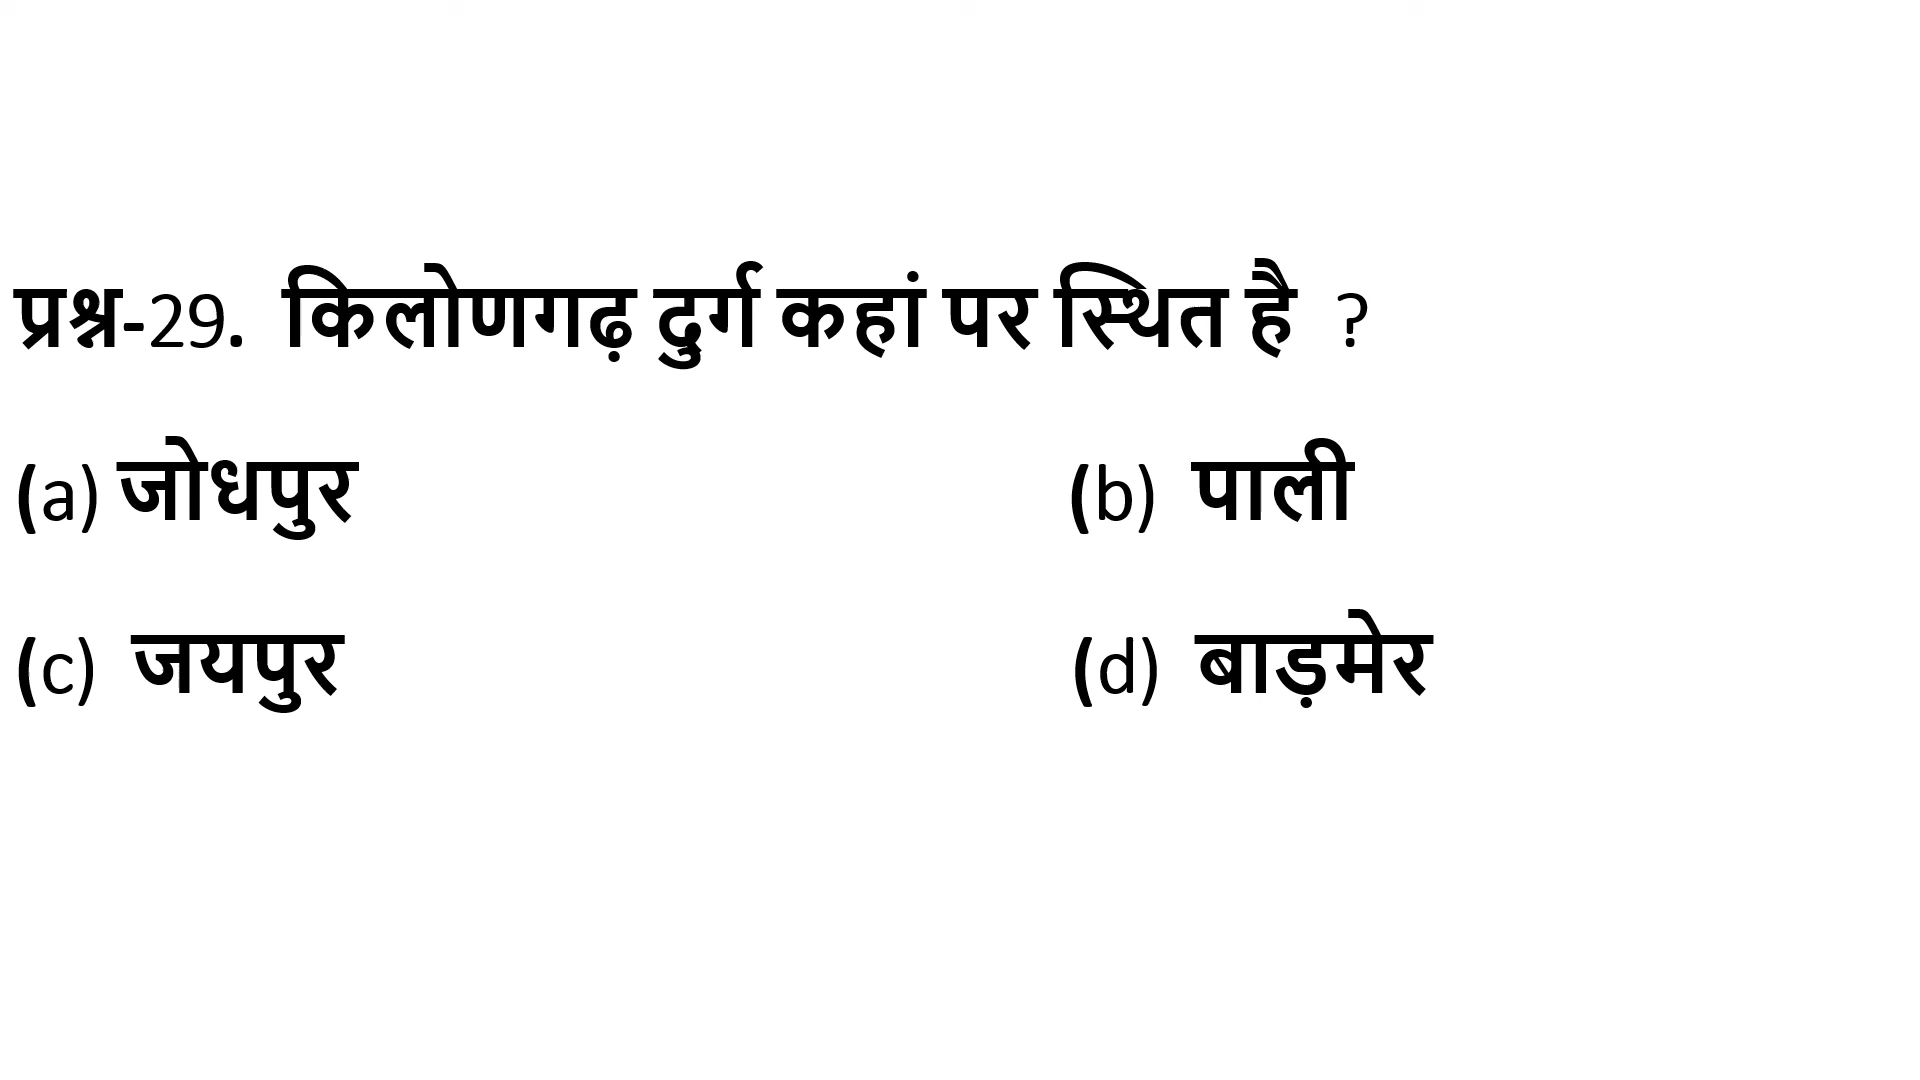 प्रश्न-29. किलोणगढ़ दुर्ग कहां पर स्थित है ?
(a) जोधपुर (b) पाली
(c) जयपुर (d) बाड़मेर